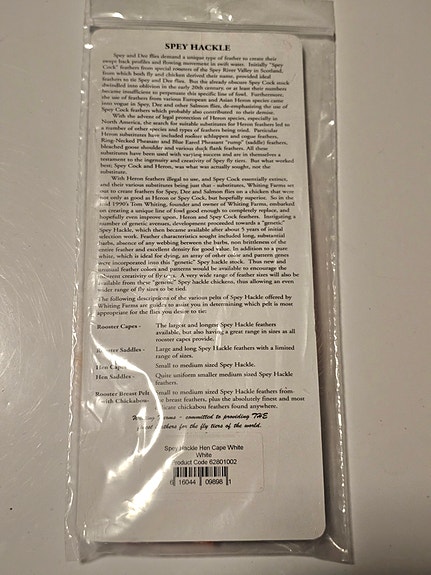 SPEY HACKLE
Spey and Dee flies demand a unique type of feather to create their
swept back profiles and flowing movement in swift water. Initially "Spey
Cock" feathers from special roosters of the Spey River Valley in Scotland,
from which both fly and chicken derived their name, provided ideal
feathers to tie Spey and Dee flies. But the already obscure Spey Cock stock
dwindled into oblivion in the early 20th century, or at least their numbers
became insufficient to perpetuate this specific line of fowl. Furthermore,
the use of feathers from various European and Asian Heron species came
into vogue in Spey, Dee and other Salmon flies, de-emphasizing the use of
Spey Cock feathers which probably also contributed to their demise.
With the advent of legal protection of Heron species, especially in
North America, the search for suitable substitutes for Heron feathers led to
a number of other species and types of feathers being tried. Particular
Heron substitutes have included rooster schlappen and coque feathers,
Ring-Necked Pheasant and Blue Eared Pheasant "rump" (saddle) feathers,
bleached goose shoulder and various duck flank feathers. All these
substitutes have been used with varying success and are in themselves a
testament to the ingenuity and creativity of Spey fly tiers. But what worked
best; Spey Cock and Heron, was what was actually sought, not the
substitute.
With Heron feathers illegal to use, and Spey Cock essentially extinct,
and their various substitutes being just that - substitutes, Whiting Farms set
out to create feathers for Spey, Dee and Salmon flies on a chicken that were
not only as good as Heron or Spey Cock, but hopefully superior. So in the
mid 1990's Tom Whiting, founder and owner of Whiting Farms, embarked
on creating a unique line of fowl good enough to completely replace, and
hopefully even improve upon, Heron and Spey Cock feathers. Instigating a
number of genetic avenues, development proceeded towards a "genetic"
Spey Hackle, which then became available after about 5 years of initial
selection work. Feather characteristics sought included long, substantial
barbs, absence of any webbing between the barbs, non brittleness of the
entire feather and excellent density for good value. In addition to a pure
white, which is ideal for dying, an array of other color and pattern genes
were incorporated into this "genetic" Spey hackle stock. Thus new and
unusual feather colors and patterns would be available to encourage the
different creativity of fly tiers. A very wide range of feather sizes will also be
available from these "genetic" Spey hackle chickens, thus allowing an even
wider range of fly sizes to be tied.
The following descriptions of the various pelts of Spey Hackle offered by
Whiting Farms are guides to assist you in determining which pelt is most
appropriate for the flies you desire to tie:
Rooster Capes - The largest and longest Spey Hackle feathers
available, but also having a great range in sizes as all
rooster capes provide.
Rooster Saddles - Large and long Spey Hackle feathers with a limited
range of sizes.
Hen Capes - Small to medium sized Spey Hackle.
Hen Saddles - Quite uniform smaller medium sized Spey Hackle
feathers.
Rooster Breast Pelt Small to medium sized Spey Hackle feathers from
with Chickabou- the breast feathers, plus the absolutely finest and most
delicate chickabou feathers found anywhere.
Whiting Farms - committed to providing THE
finest feathers for the fly tiers of the world.
Spey Hackle Hen Cape White
White
Product Code 62801002
6 16044 09898 1